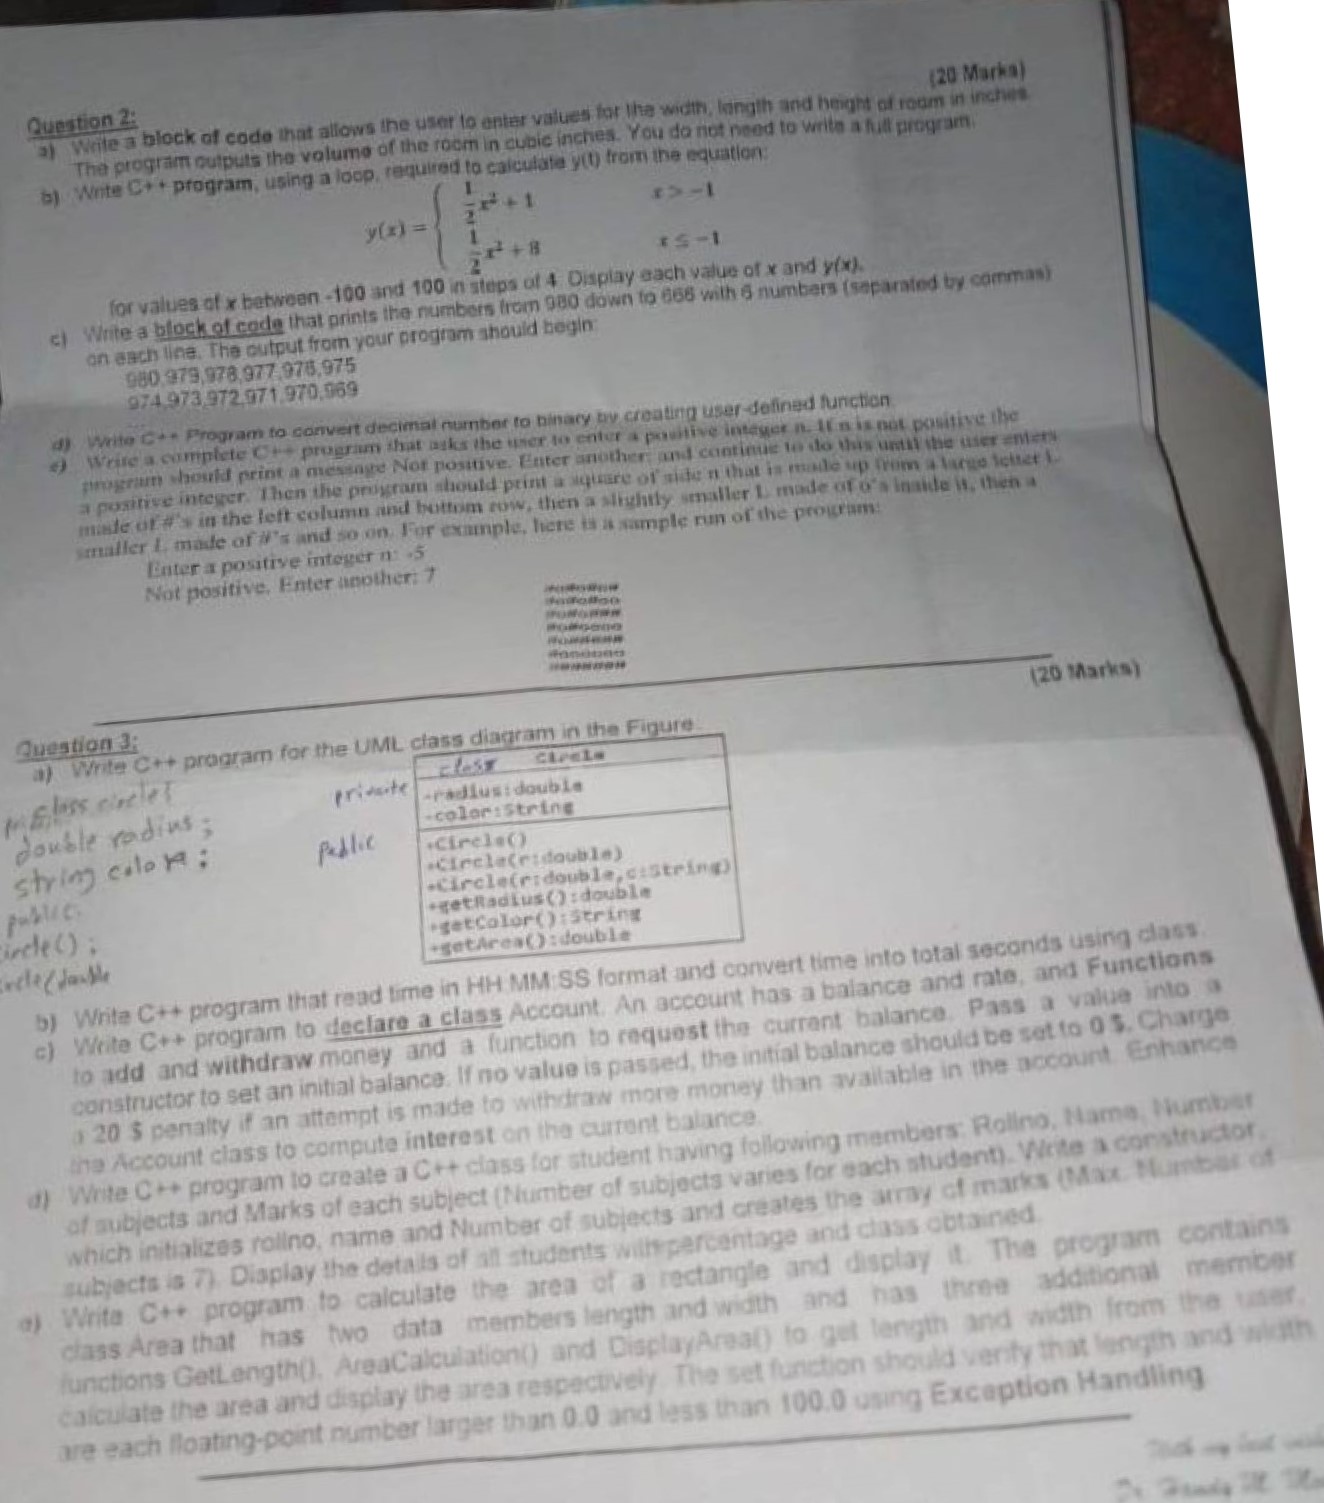 (20 Marks)
Question 2:
a) Write a block of code that allows the user to enter values for the width, length and height of room in inches.
The program outputs the volume of the room in cubic inches. You do not need to write a full program.
b) Write C++ program, using a loop, required to calculate y(t) from the equation:
y(x) = { 1/2 x² + 1 x > -1
1/2 x² + 8 x ≤ -1
for values of x between -100 and 100 in steps of 4. Display each value of x and y(x).
c) Write a block of code that prints the numbers from 980 down to 666 with 6 numbers (separated by commas)
on each line. The output from your program should begin:
980,979,978,977,976,975
974,973,972,971,970,969
d) Write C++ Program to convert decimal number to binary by creating user-defined function.
e) Write a complete C++ program that asks the user to enter a positive integer n. If n is not positive the
program should print a message Not positive. Enter another: and continue to do this until the user enters
a positive integer. Then the program should print a square of side n that is made up from a large letter L
made of #'s in the left column and bottom row, then a slightly smaller L made of o's inside it, then a
smaller L made of #'s and so on. For example, here is a sample run of the program:
Enter a positive integer n: -5
Not positive. Enter another: 7
#o#o#o#
#o#o#oo
#o#o###
#o#oooo
#o#####
#oooooo
#######
(20 Marks)
Question 3:
a) Write C++ program for the UML class diagram in the Figure.
class Circle
private -radius:double
-color:String
public +Circle()
+Circle(r:double)
+Circle(r:double,c:String)
+getRadius():double
+getColor():String
+getArea():double
class circle{
double radius;
string color;
public:
circle();
circle(double
b) Write C++ program that read time in HH:MM:SS format and convert time into total seconds using class.
c) Write C++ program to declare a class Account. An account has a balance and rate, and Functions
to add and withdraw money and a function to request the current balance. Pass a value into a
constructor to set an initial balance. If no value is passed, the initial balance should be set to 0 $. Charge
a 20 $ penalty if an attempt is made to withdraw more money than available in the account. Enhance
the Account class to compute interest on the current balance.
d) Write C++ program to create a C++ class for student having following members: Rollno, Name, Number
of subjects and Marks of each subject (Number of subjects varies for each student). Write a constructor,
which initializes rollno, name and Number of subjects and creates the array of marks (Max. Number of
subjects is 7). Display the details of all students with percentage and class obtained.
e) Write C++ program to calculate the area of a rectangle and display it. The program contains
class Area that has two data members length and width and has three additional member
functions GetLength(), AreaCalculation() and DisplayArea() to get length and width from the user,
calculate the area and display the area respectively. The set function should verify that length and width
are each floating-point number larger than 0.0 and less than 100.0 using Exception Handling
With my best